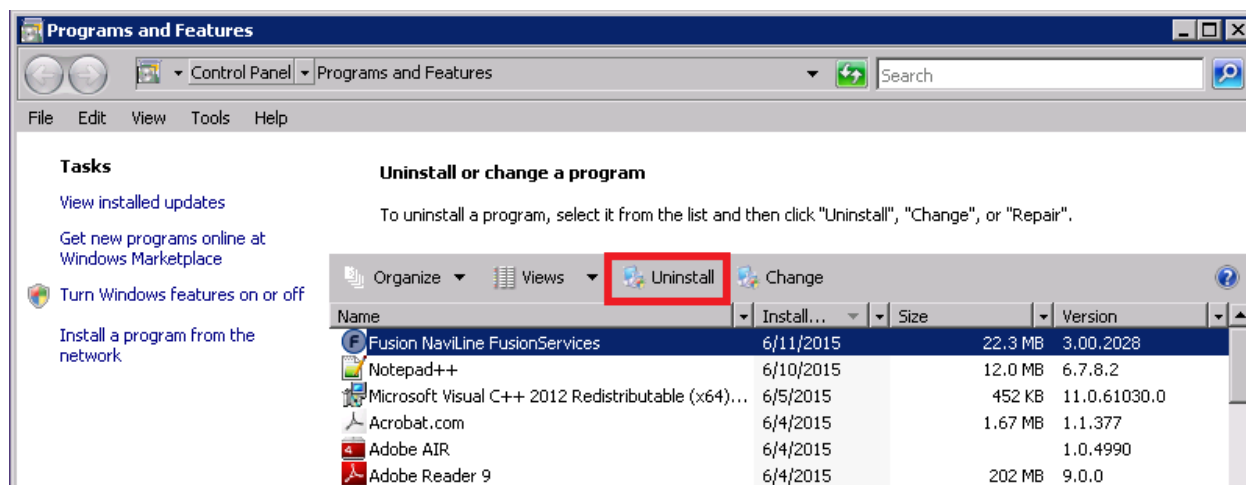 Programs and Features
Control Panel Programs and Features Search
File Edit View Tools Help
Tasks
View installed updates
Get new programs online at
Windows Marketplace
Turn Windows features on or off
Install a program from the
network
Uninstall or change a program
To uninstall a program, select it from the list and then click "Uninstall", "Change", or "Repair".
Organize Views Uninstall Change
Name Install... Size Version
Fusion NaviLine FusionServices 6/11/2015 22.3 MB 3.00.2028
Notepad++ 6/10/2015 12.0 MB 6.7.8.2
Microsoft Visual C++ 2012 Redistributable (x64)... 6/5/2015 452 KB 11.0.61030.0
Acrobat.com 6/4/2015 1.67 MB 1.1.377
Adobe AIR 6/4/2015 1.0.4990
Adobe Reader 9 6/4/2015 202 MB 9.0.0